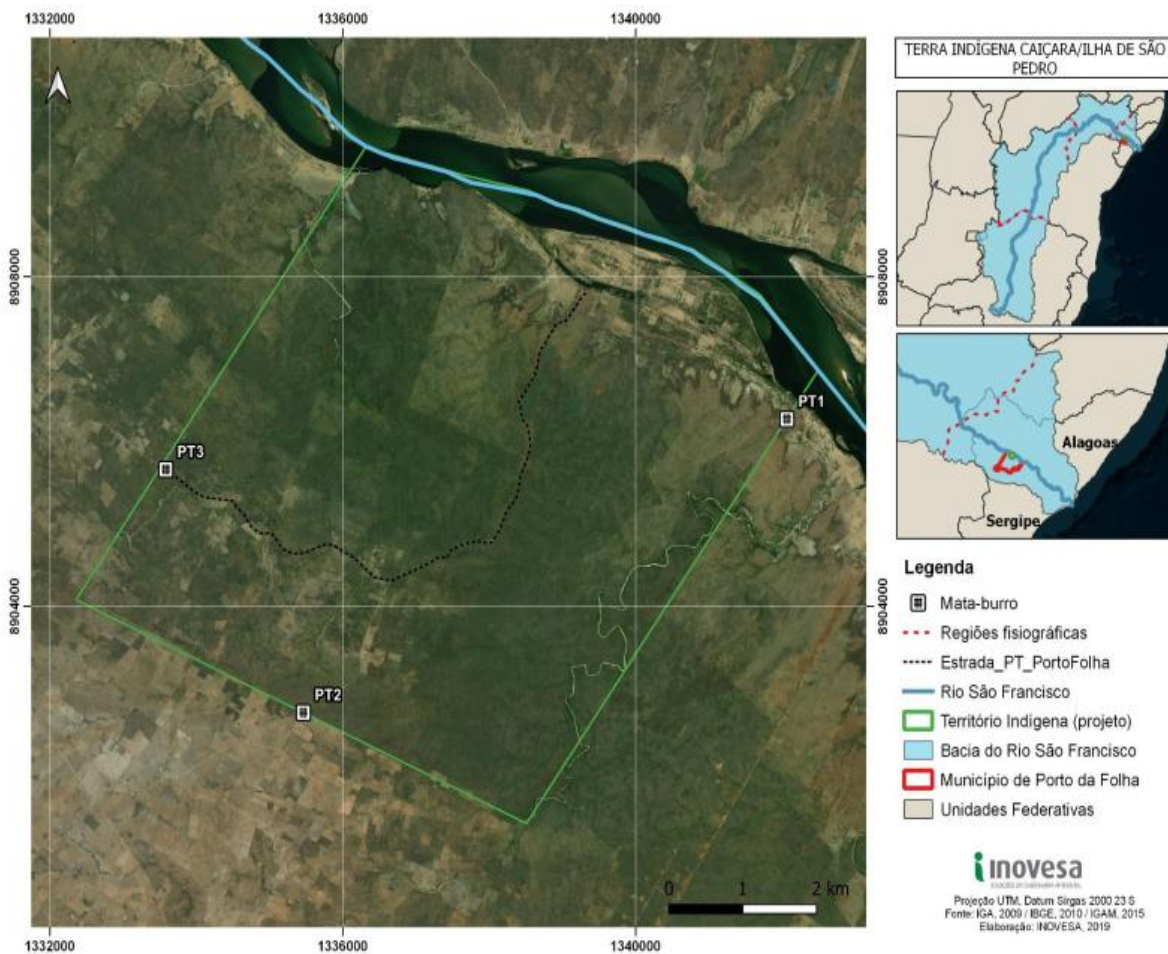 1332000
1336000
1340000
TERRA INDÍGENA CAIÇARA/ILHA DE SÃO
PEDRO
8908000
8908000
PT1
PT3
Alagoas
Sergipe
8904000
8904000
PT2
Legenda
Mata-burro
Regiões fisiográficas
Estrada_PT_PortoFolha
Rio São Francisco
Território Indígena (projeto)
Bacia do Rio São Francisco
Município de Porto da Folha
Unidades Federativas
0 1 2 km
inovesa
Projeção UTM, Datum Sirgas 2000 23 S
Fonte: IGA, 2009 / IBGE, 2010 / IGAM, 2015
Elaboração: INOVESA, 2019
1332000
1336000
1340000